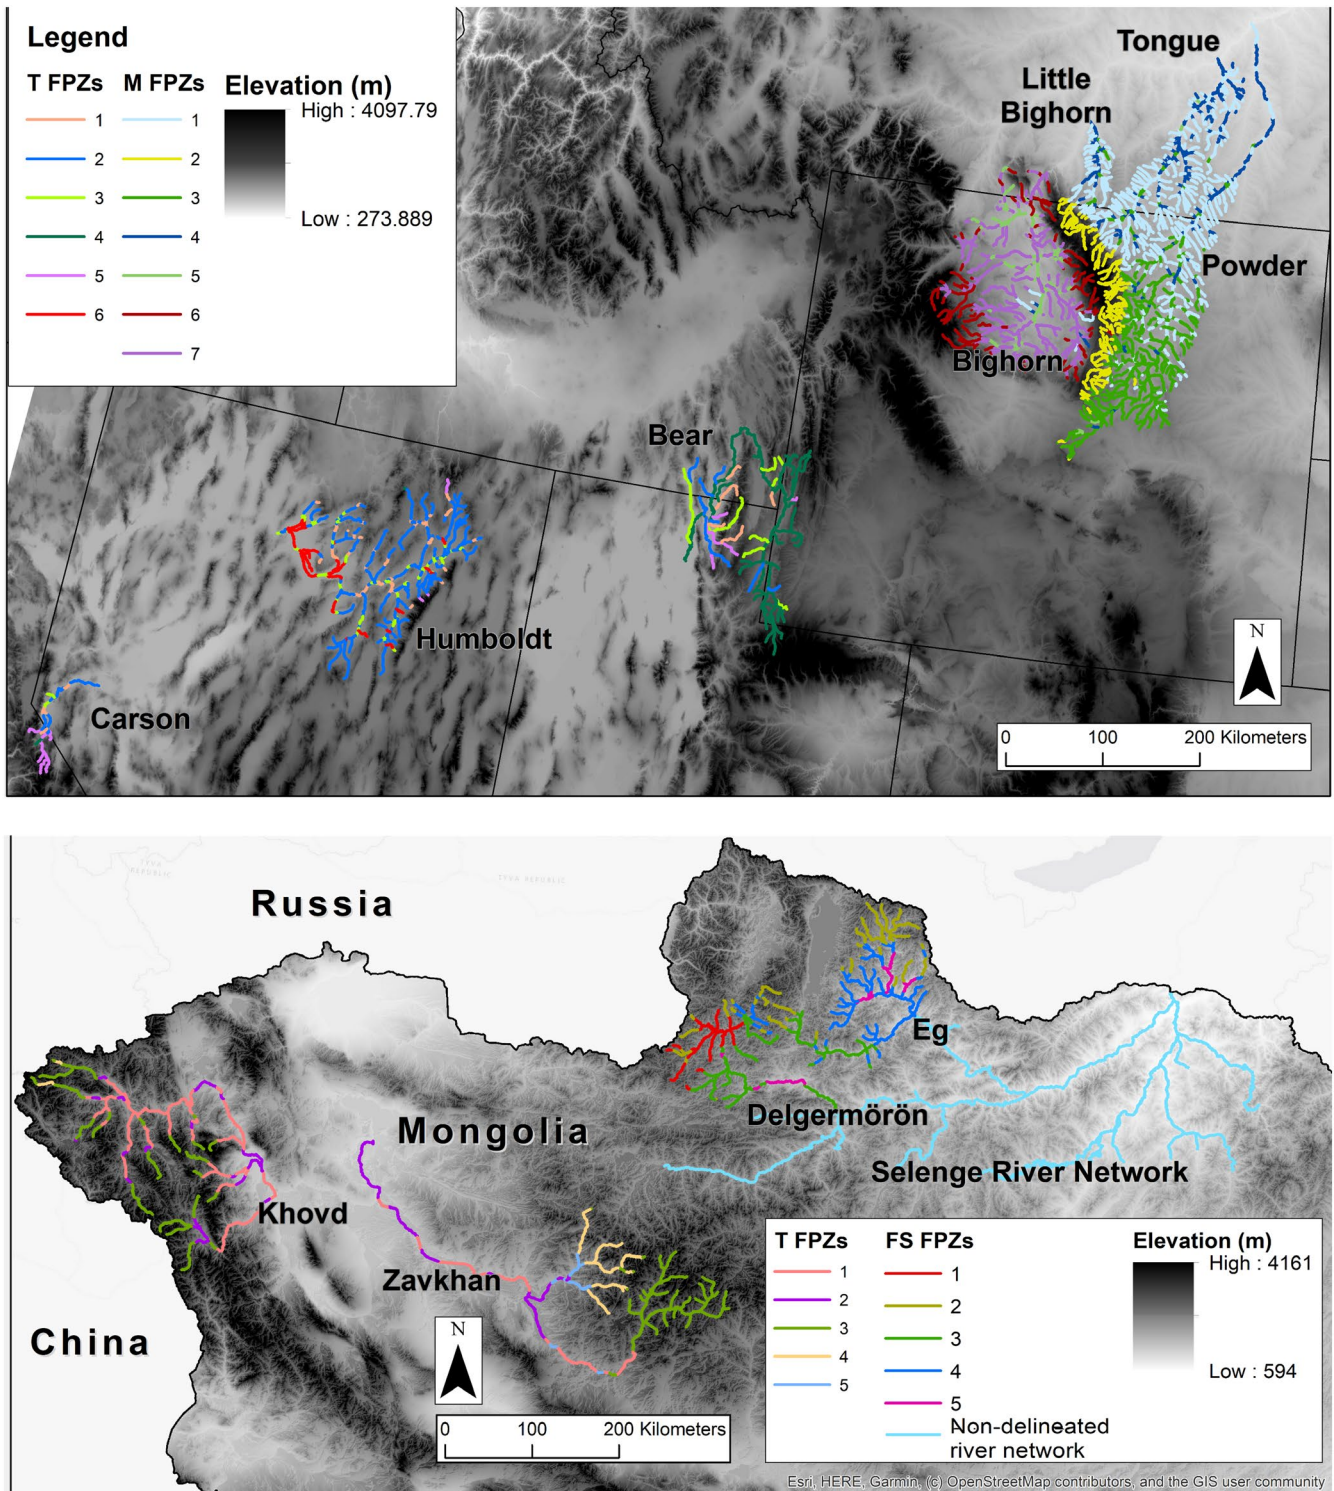 Legend
T FPZs M FPZs Elevation (m)
High : 4097.79
Low : 273.889
1 1
2 2
3 3
4 4
5 5
6 6
7
Tongue
Little
Bighorn
Powder
Bighorn
Bear
Humboldt
Carson
N
0 100 200 Kilometers
TYVA
REPUBLIC
TYVA REPUBLIC
Russia
Eg
Mongolia
Delgermörön
Selenge River Network
Khovd
Zavkhan
China
N
0 100 200 Kilometers
T FPZs FS FPZs Elevation (m)
High : 4161
Low : 594
1 1
2 2
3 3
4 4
5 5
Non-delineated
river network
Esri, HERE, Garmin, (c) OpenStreetMap contributors, and the GIS user community